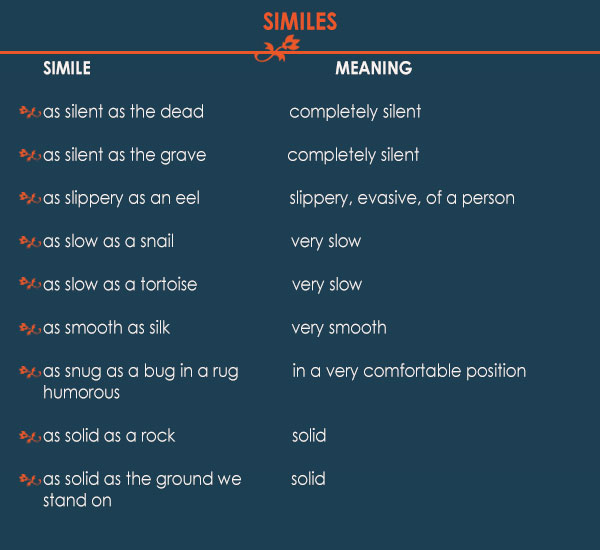 SIMILES
SIMILE MEANING
as silent as the dead completely silent
as silent as the grave completely silent
as slippery as an eel slippery, evasive, of a person
as slow as a snail very slow
as slow as a tortoise very slow
as smooth as silk very smooth
as snug as a bug in a rug in a very comfortable position
humorous
as solid as a rock solid
as solid as the ground we solid
stand on